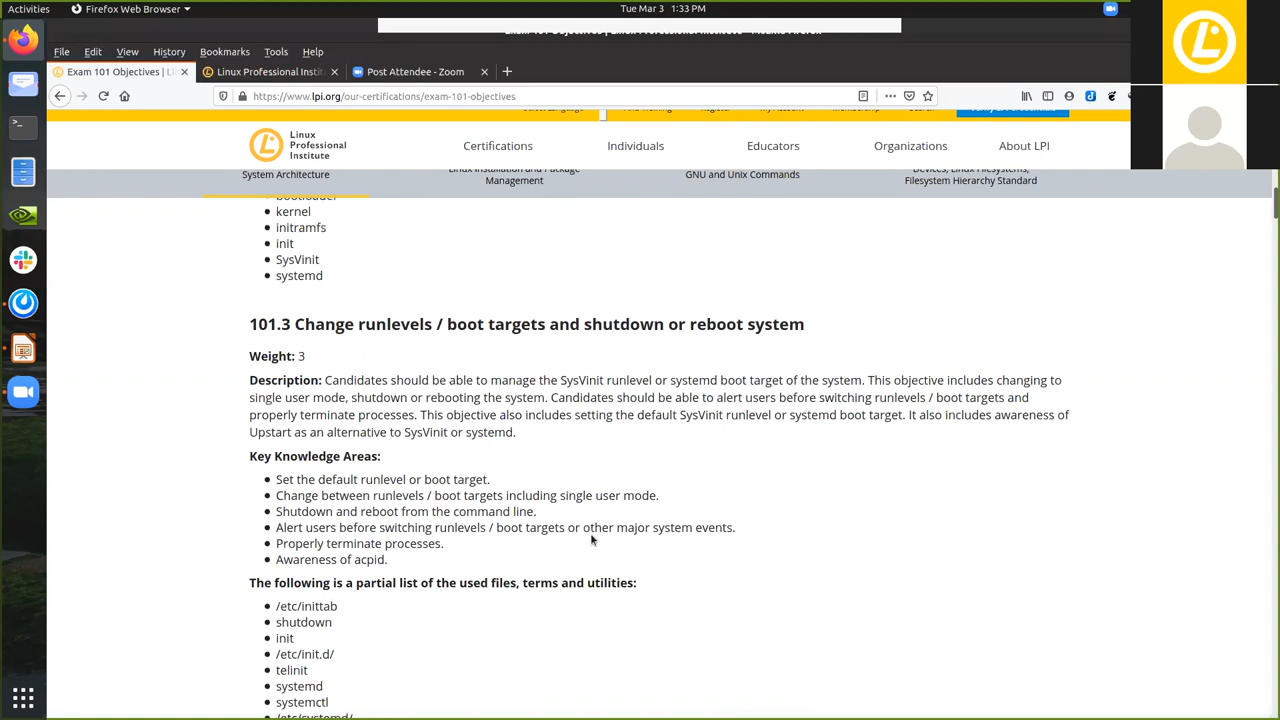 Activities
Firefox Web Browser
Tue Mar 3 1:33 PM
File Edit View History Bookmarks Tools Help
Exam 101 Objectives | Li
Linux Professional Instit
Post Attendee - Zoom
https://www.lpi.org/our-certifications/exam-101-objectives
Linux
Professional
Institute
Certifications
Individuals
Educators
Organizations
About LPI
System Architecture
Linux Installation and Package
Management
GNU and Unix Commands
Devices, Linux Filesystems,
Filesystem Hierarchy Standard
bootloader
kernel
initramfs
init
SysVinit
systemd
101.3 Change runlevels / boot targets and shutdown or reboot system
Weight: 3
Description: Candidates should be able to manage the SysVinit runlevel or systemd boot target of the system. This objective includes changing to
single user mode, shutdown or rebooting the system. Candidates should be able to alert users before switching runlevels / boot targets and
properly terminate processes. This objective also includes setting the default SysVinit runlevel or systemd boot target. It also includes awareness of
Upstart as an alternative to SysVinit or systemd.
Key Knowledge Areas:
Set the default runlevel or boot target.
Change between runlevels / boot targets including single user mode.
Shutdown and reboot from the command line.
Alert users before switching runlevels / boot targets or other major system events.
Properly terminate processes.
Awareness of acpid.
The following is a partial list of the used files, terms and utilities:
/etc/inittab
shutdown
init
/etc/init.d/
telinit
systemd
systemctl
/etc/systemd/